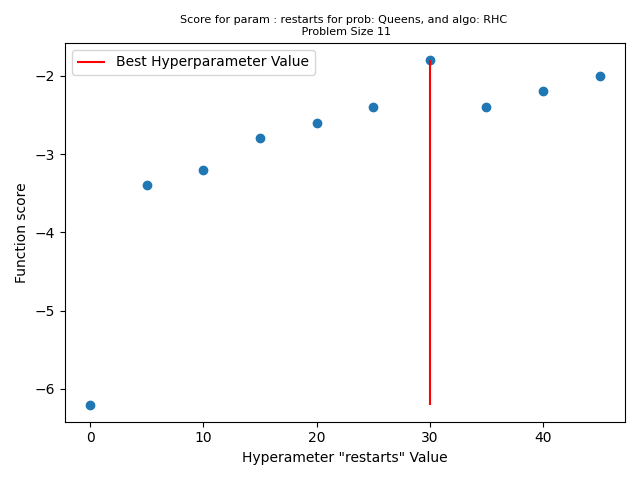 Score for param : restarts for prob: Queens, and algo: RHC
Problem Size 11
Best Hyperparameter Value
Function score
−2
−3
−4
−5
−6
0 10 20 30 40
Hyperameter "restarts" Value